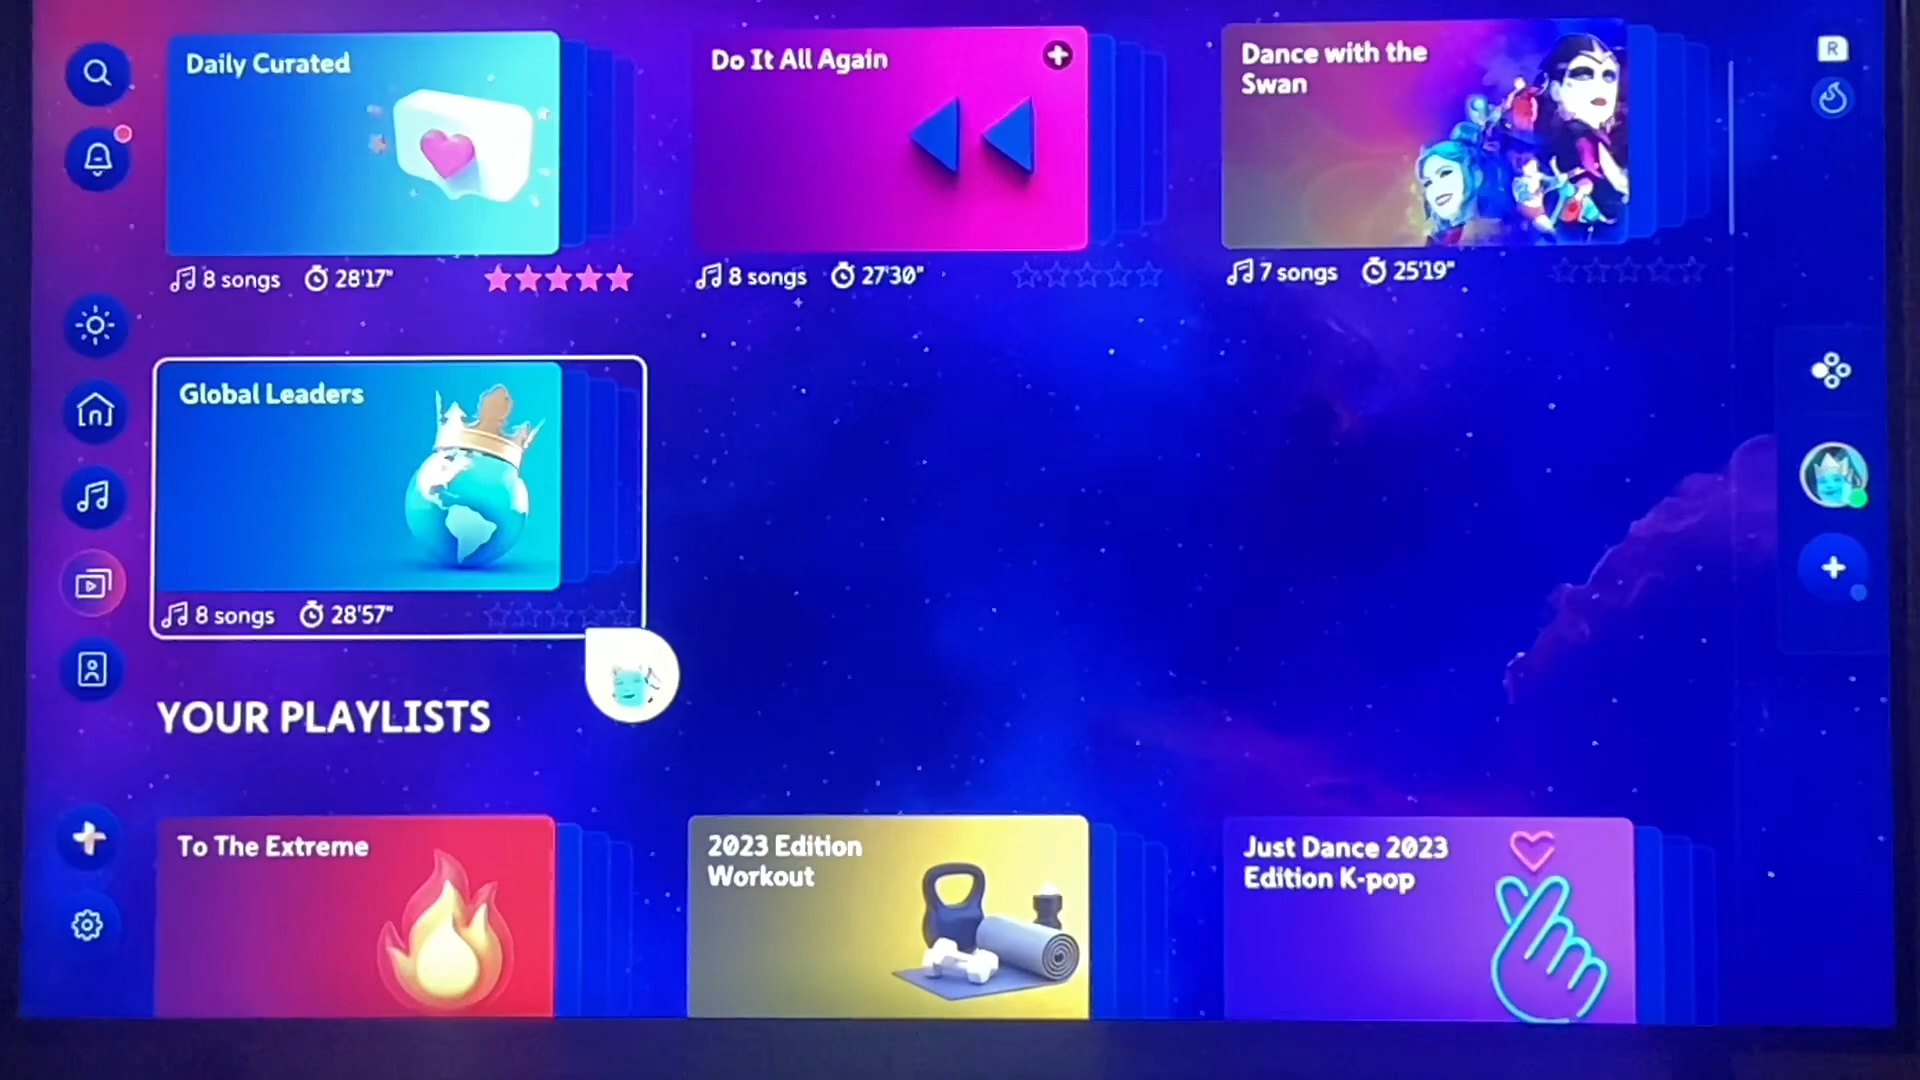 Daily Curated
Do It All Again
Dance with the
Swan
R
8 songs 28'17"
8 songs 27'30"
7 songs 25'19"
Global Leaders
8 songs 28'57"
YOUR PLAYLISTS
To The Extreme
2023 Edition
Workout
Just Dance 2023
Edition K-pop